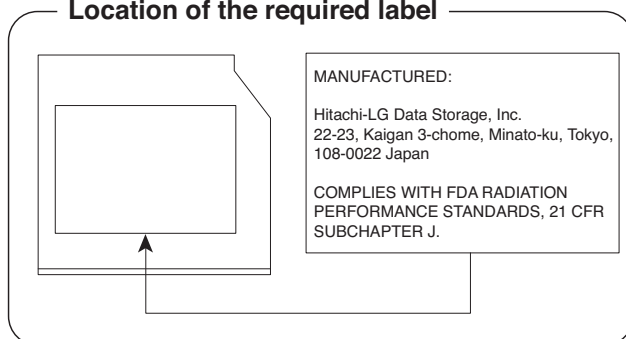 Location of the required label
MANUFACTURED:
Hitachi-LG Data Storage, Inc.
22-23, Kaigan 3-chome, Minato-ku, Tokyo,
108-0022 Japan
COMPLIES WITH FDA RADIATION
PERFORMANCE STANDARDS, 21 CFR
SUBCHAPTER J.